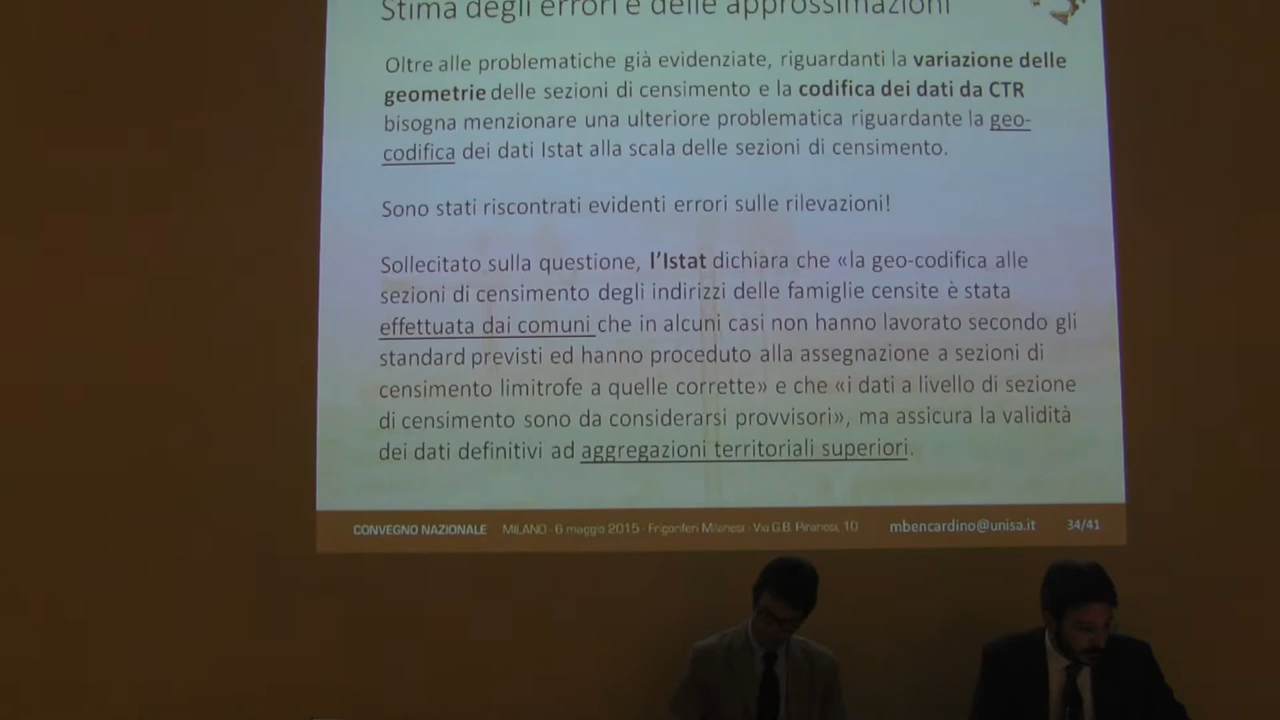 Stima degli errori e delle approssimazioni
Oltre alle problematiche già evidenziate, riguardanti la variazione delle
geometrie delle sezioni di censimento e la codifica dei dati da CTR
bisogna menzionare una ulteriore problematica riguardante la geo-
codifica dei dati Istat alla scala delle sezioni di censimento.
Sono stati riscontrati evidenti errori sulle rilevazioni!
Sollecitato sulla questione, l’Istat dichiara che «la geo-codifica alle
sezioni di censimento degli indirizzi delle famiglie censite è stata
effettuata dai comuni che in alcuni casi non hanno lavorato secondo gli
standard previsti ed hanno proceduto alla assegnazione a sezioni di
censimento limitrofe a quelle corrette» e che «i dati a livello di sezione
di censimento sono da considerarsi provvisori», ma assicura la validità
dei dati definitivi ad aggregazioni territoriali superiori.
CONVEGNO NAZIONALE MILANO · 6 maggio 2015 · Frigoriferi Milanesi · Via G.B. Piranesi, 10 mbencardino@unisa.it 34/41